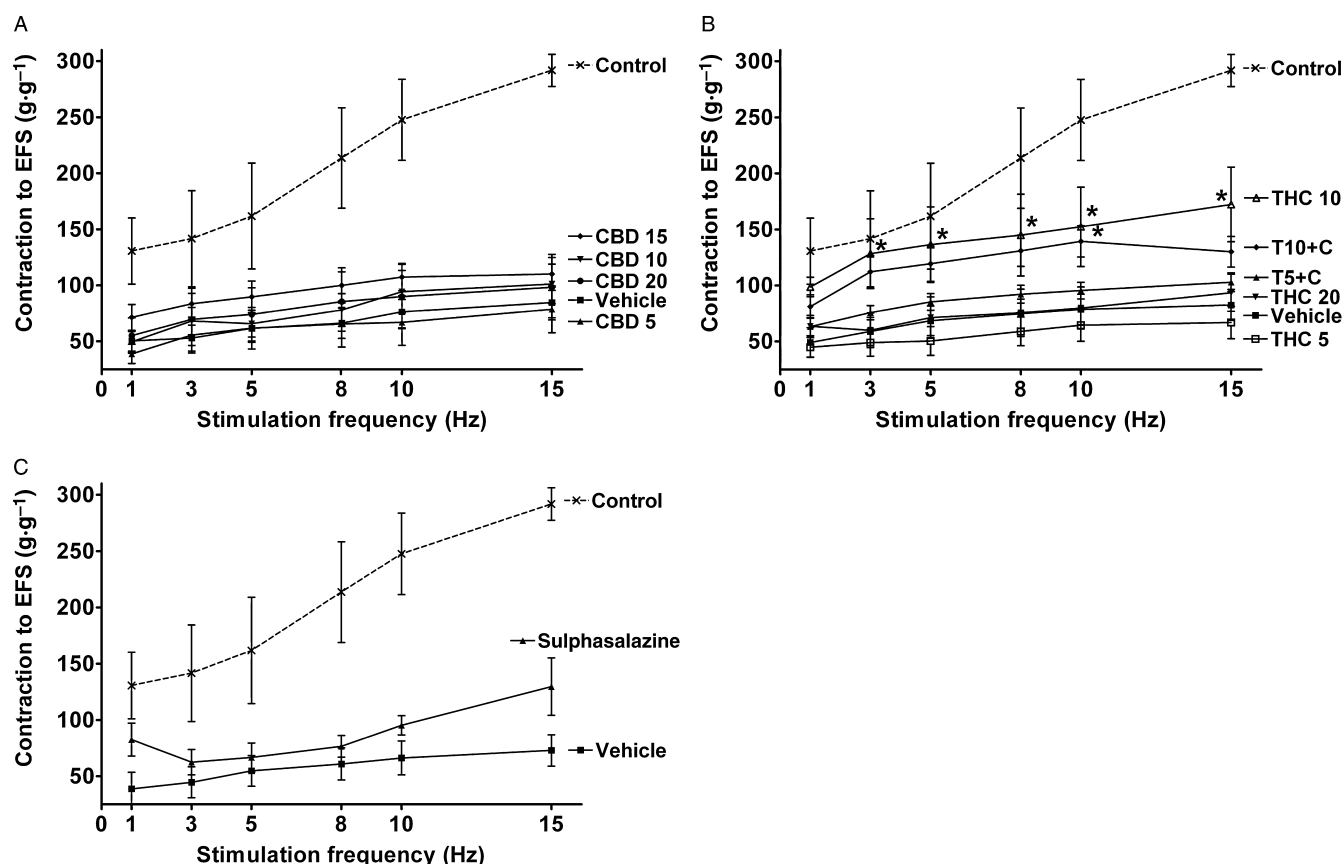 A
Contraction to EFS (g·g⁻¹)
300
250
200
150
100
50
0 1 3 5 8 10 15
Stimulation frequency (Hz)
Control
CBD 15
CBD 10
CBD 20
Vehicle
CBD 5
B
Contraction to EFS (g·g⁻¹)
300
250
200
150
100
50
0 1 3 5 8 10 15
Stimulation frequency (Hz)
Control
THC 10
T10+C
T5+C
THC 20
Vehicle
THC 5
* * * * * *
C
Contraction to EFS (g·g⁻¹)
300
250
200
150
100
50
0 1 3 5 8 10 15
Stimulation frequency (Hz)
Control
Sulphasalazine
Vehicle